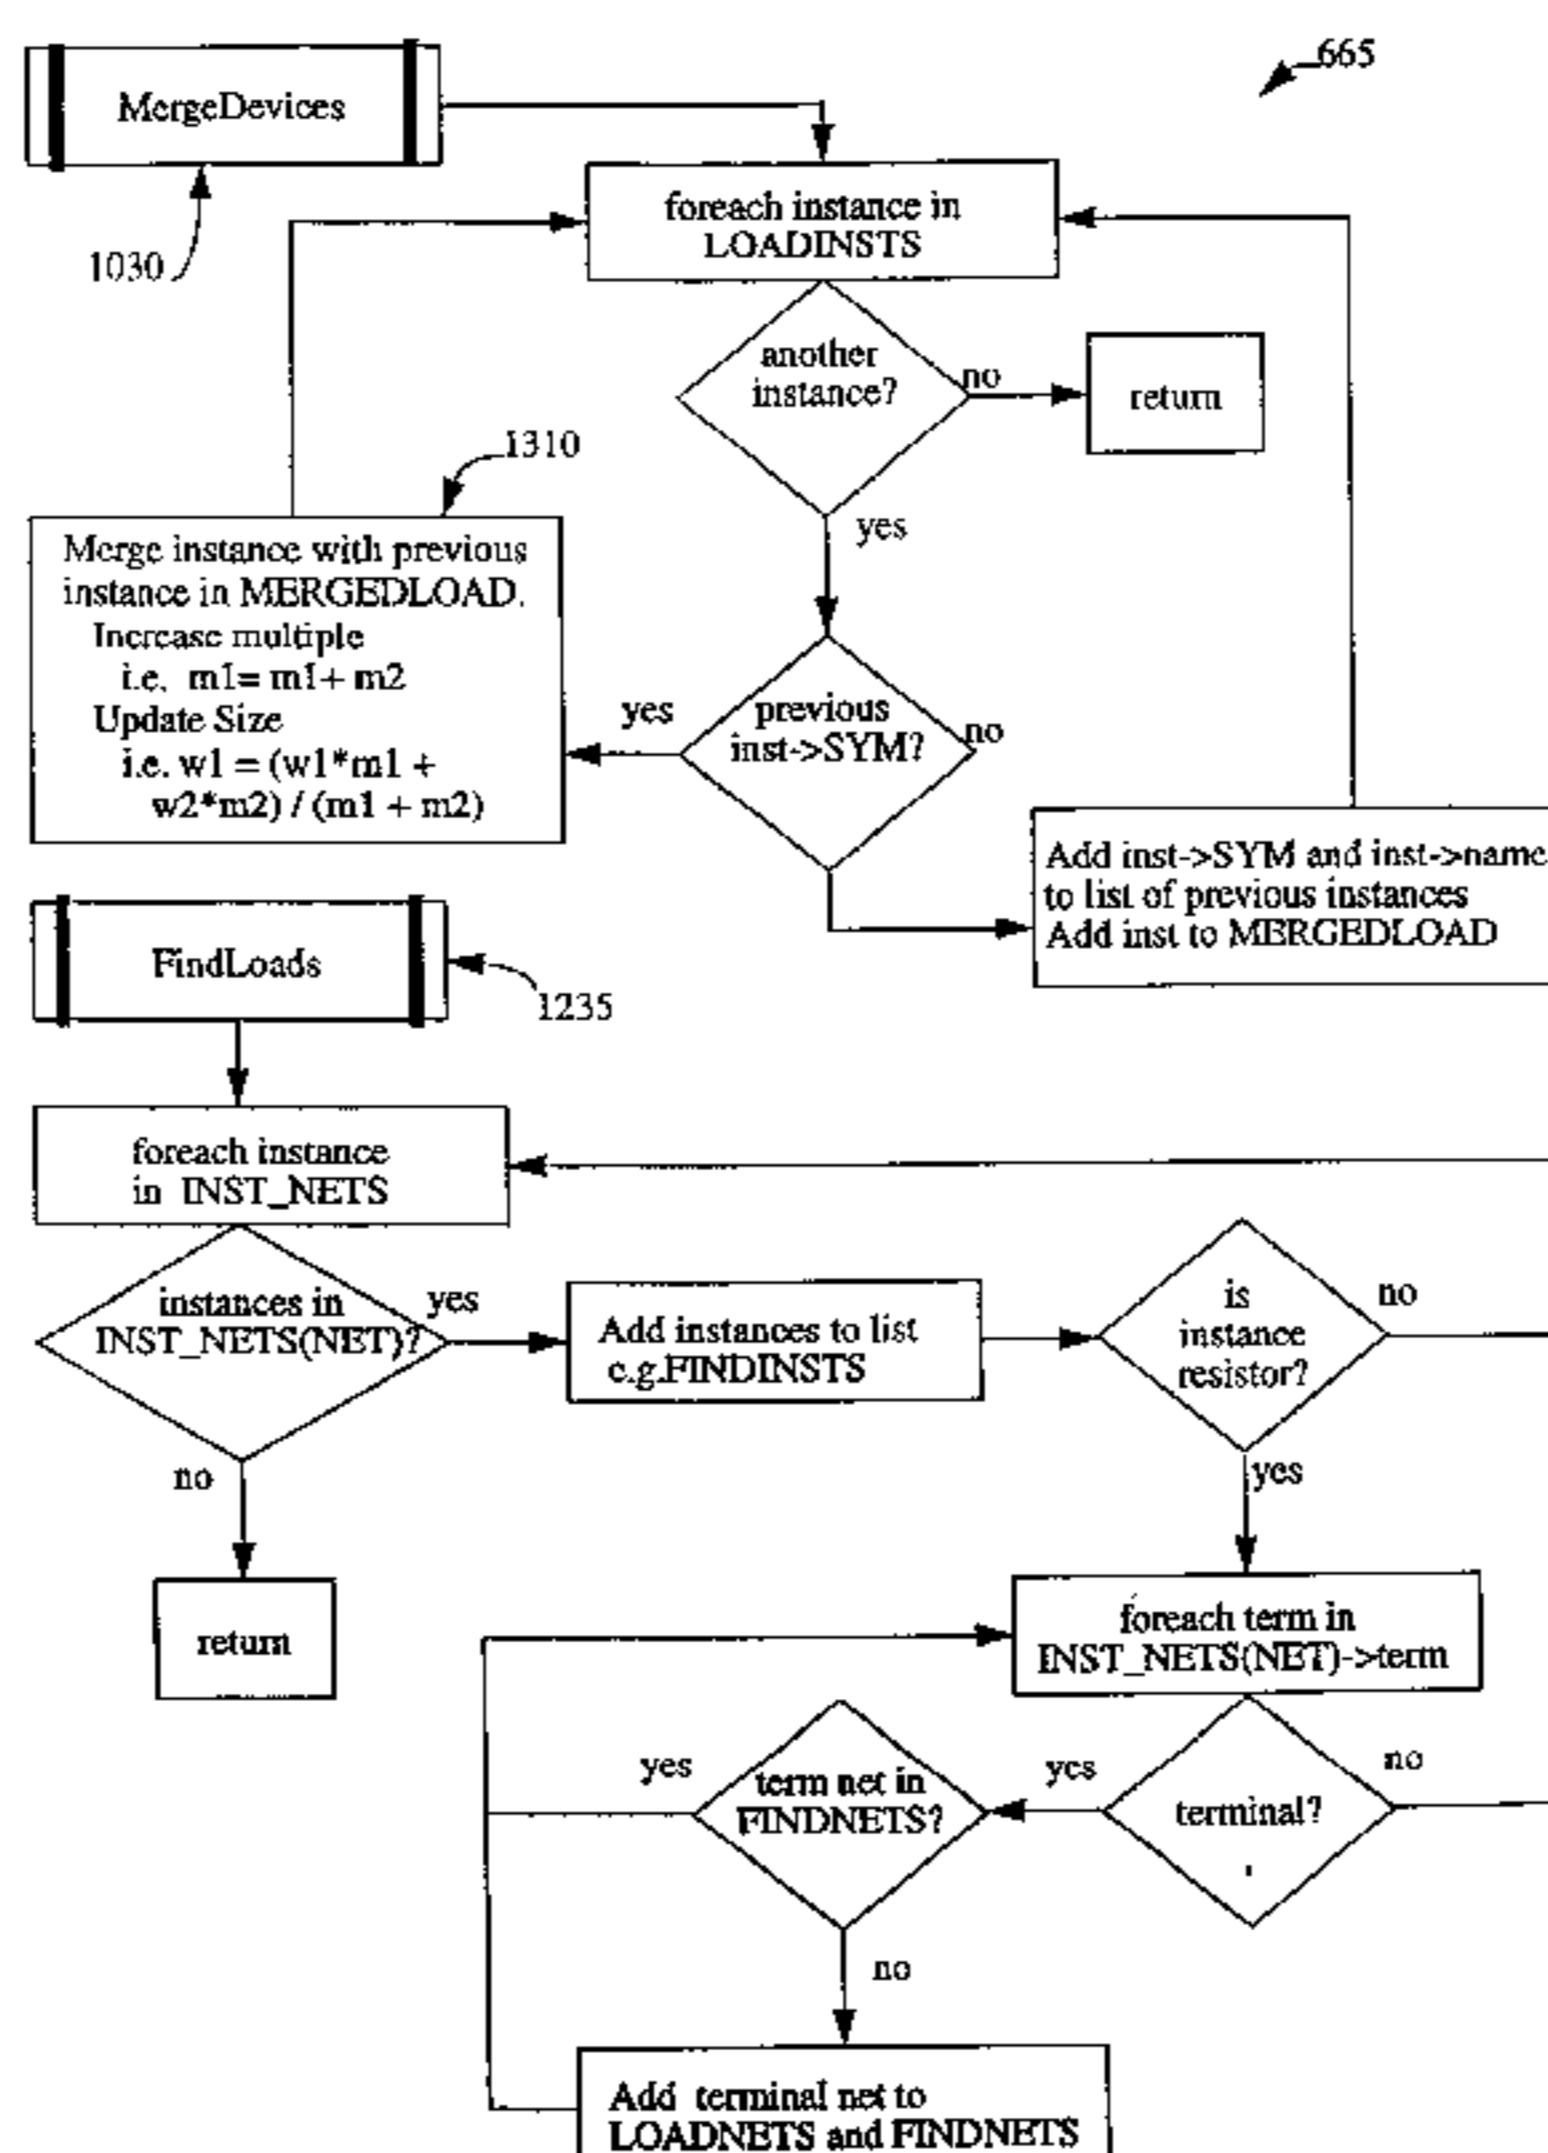 665
MergeDevices
1030
foreach instance in
LOADINSTS
another
instance?
no
return
yes
1310
Merge instance with previous
instance in MERGEDLOAD.
Increase multiple
i.e. m1= m1+ m2
Update Size
i.e. w1 = (w1*m1 +
w2*m2) / (m1 + m2)
yes
previous
inst->SYM?
no
Add inst->SYM and inst->name
to list of previous instances
Add inst to MERGEDLOAD
FindLoads
1235
foreach instance
in INST_NETS
instances in
INST_NETS(NET)?
yes
Add instances to list
e.g.FINDINSTS
is
instance
resistor?
no
no
yes
return
foreach term in
INST_NETS(NET)->term
yes
term net in
FINDNETS?
yes
terminal?
no
no
Add terminal net to
LOADNETS and FINDNETS